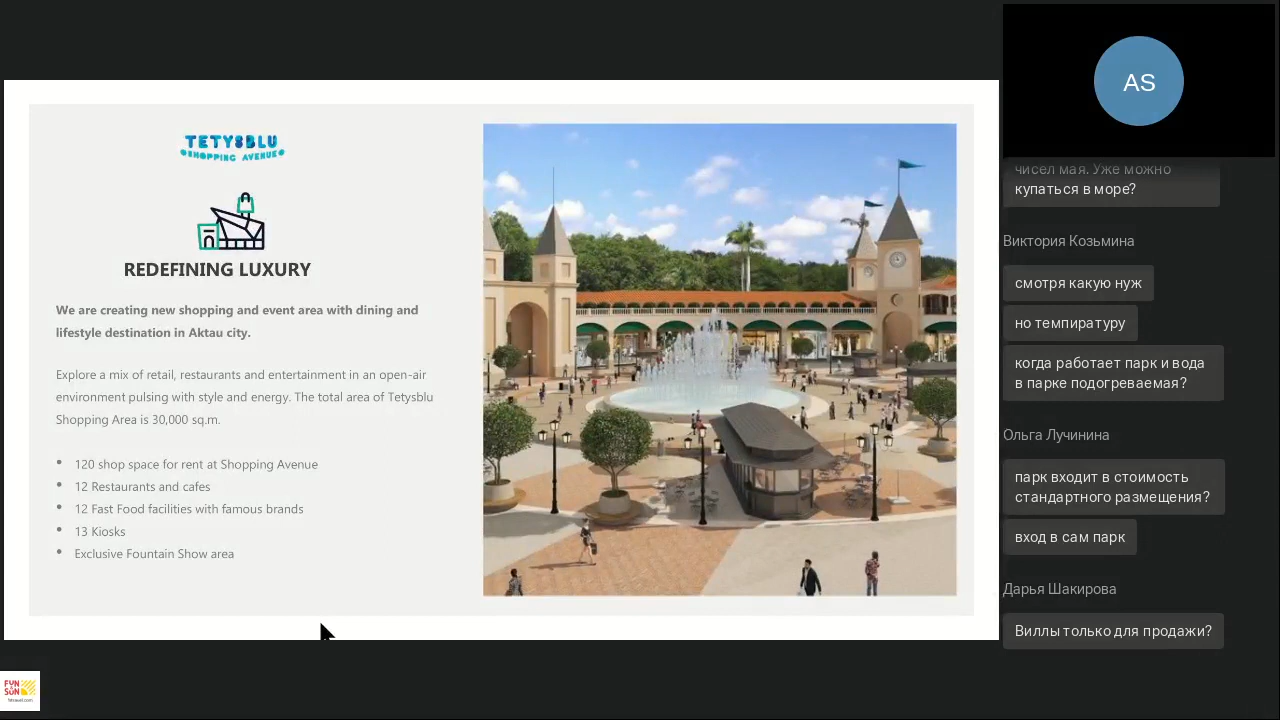 TETYSBLU
SHOPPING AVENUE
REDEFINING LUXURY
We are creating new shopping and event area with dining and
lifestyle destination in Aktau city.
Explore a mix of retail, restaurants and entertainment in an open-air
environment pulsing with style and energy. The total area of Tetysblu
Shopping Area is 30,000 sq.m.
• 120 shop space for rent at Shopping Avenue
• 12 Restaurants and cafes
• 12 Fast Food facilities with famous brands
• 13 Kiosks
• Exclusive Fountain Show area
FUN
SUN
AS
чисел мая. Уже можно
купаться в море?
Виктория Козьмина
смотря какую нуж
но темпиратуру
когда работает парк и вода
в парке подогреваемая?
Ольга Лучинина
парк входит в стоимость
стандартного размещения?
вход в сам парк
Дарья Шакирова
Виллы только для продажи?